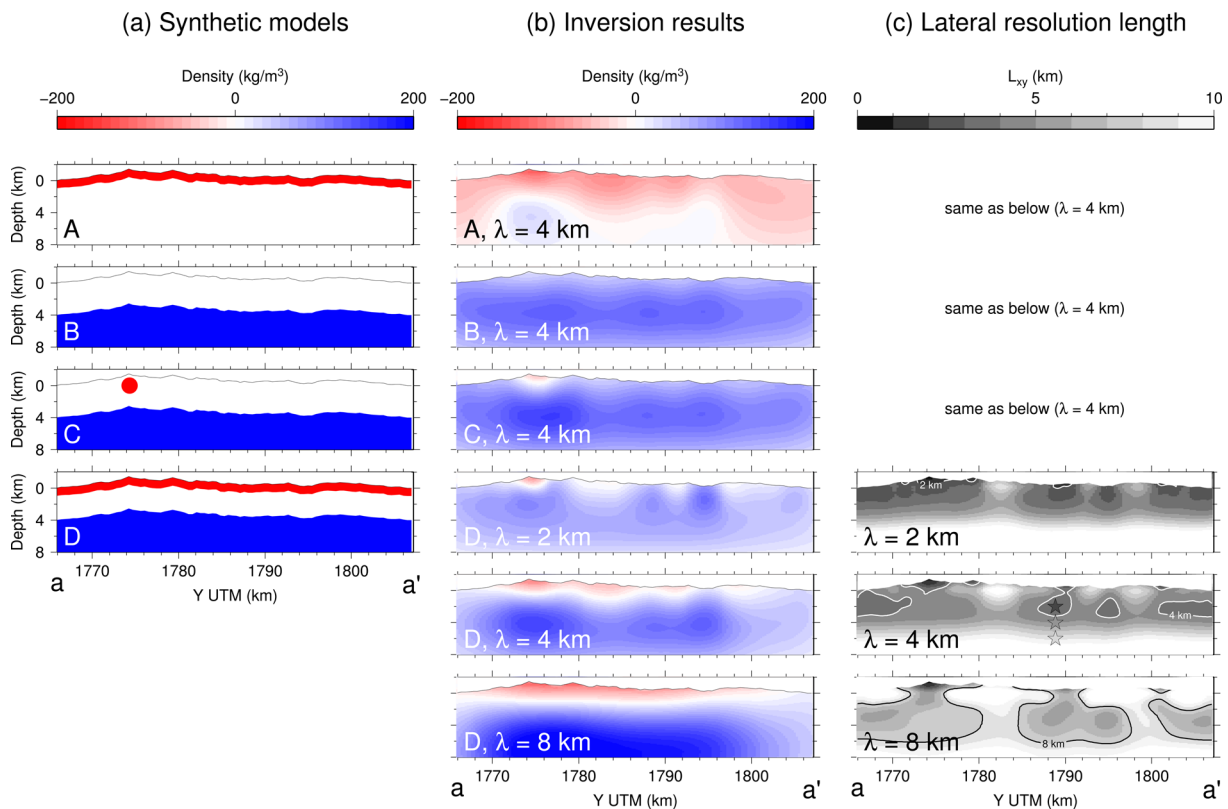 (a) Synthetic models
(b) Inversion results
(c) Lateral resolution length
Density (kg/m³)
Density (kg/m³)
Lxy (km)
−200 0 200
−200 0 200
0 5 10
Depth (km)
0
4
8
A
A, λ = 4 km
same as below (λ = 4 km)
Depth (km)
0
4
8
B
B, λ = 4 km
same as below (λ = 4 km)
Depth (km)
0
4
8
C
C, λ = 4 km
same as below (λ = 4 km)
Depth (km)
0
4
8
D
D, λ = 2 km
2 km
λ = 2 km
1770 1780 1790 1800
a a'
Y UTM (km)
D, λ = 4 km
4 km
λ = 4 km
D, λ = 8 km
8 km
λ = 8 km
1770 1780 1790 1800
a a'
Y UTM (km)
1770 1780 1790 1800
a a'
Y UTM (km)